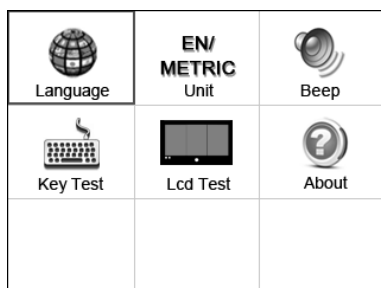 Language
EN/
METRIC
Unit
Beep
Key Test
Lcd Test
About